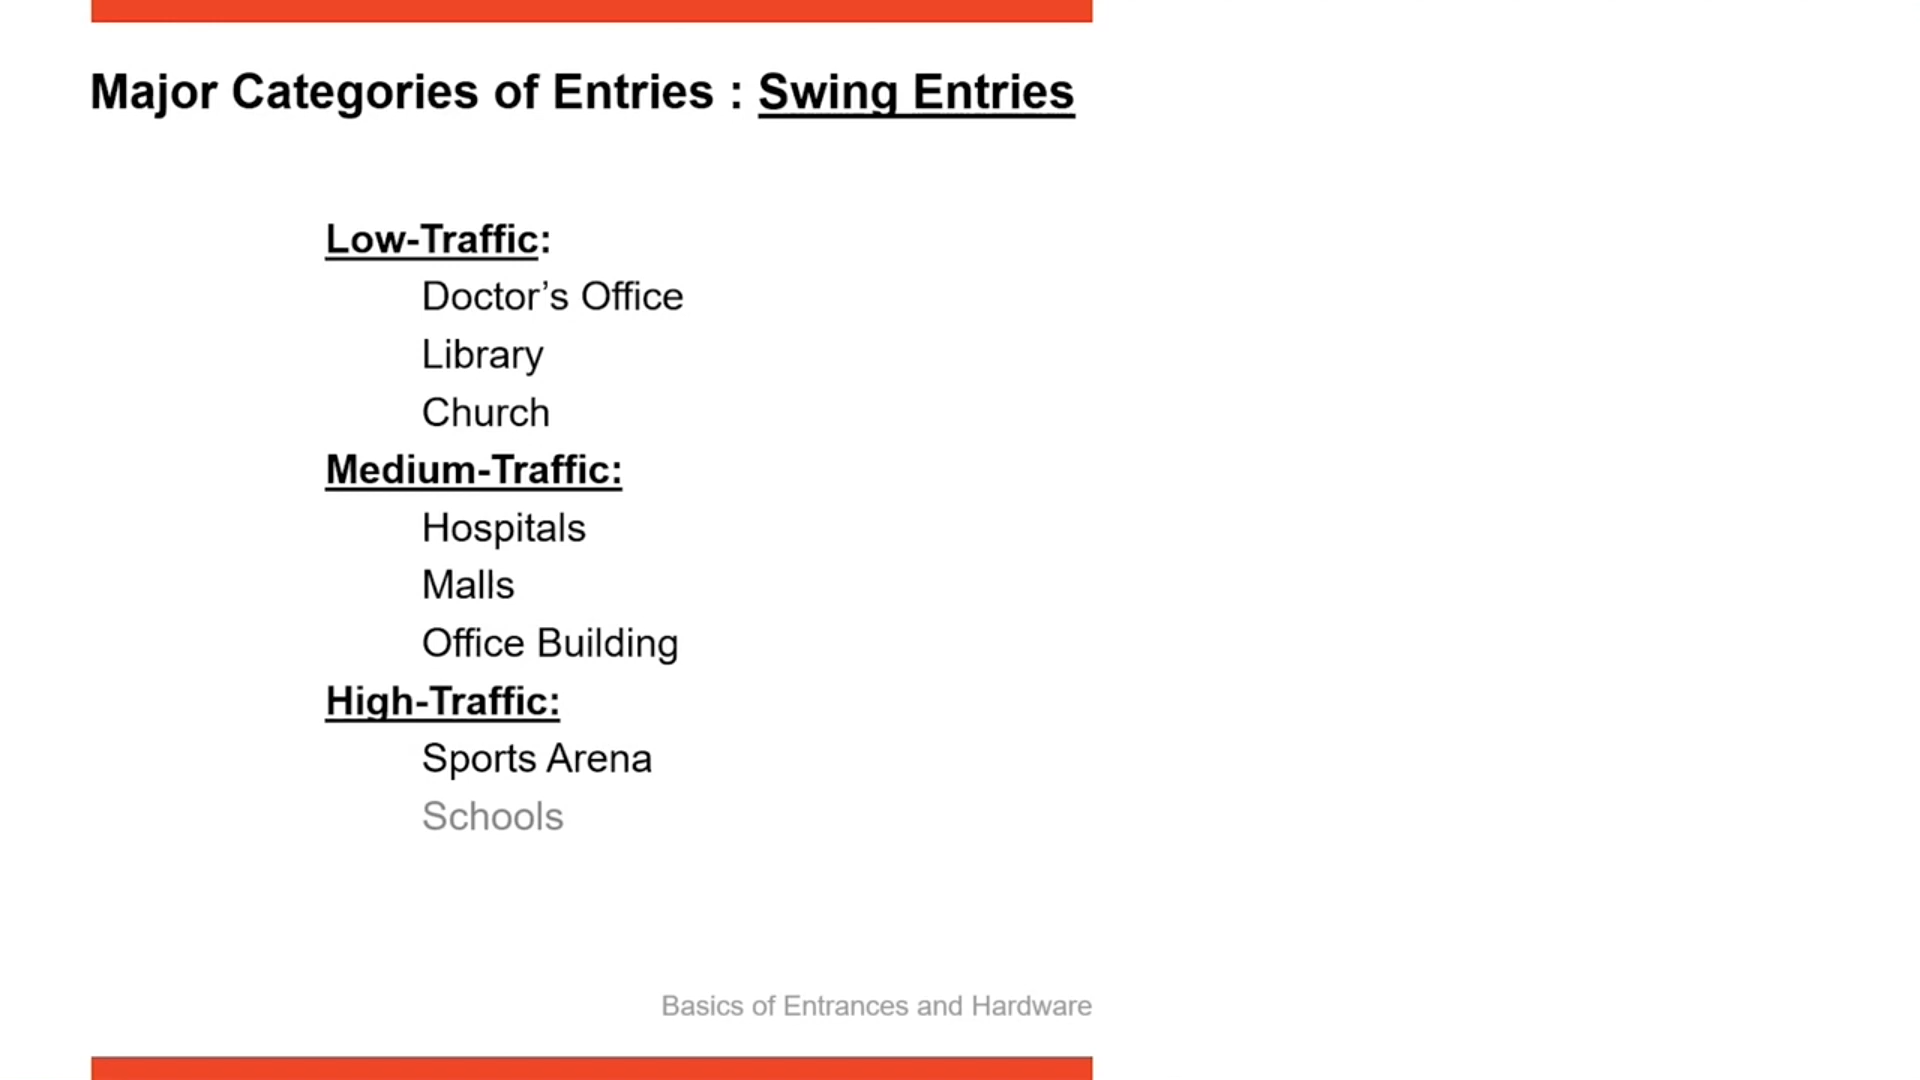 Major Categories of Entries : Swing Entries
Low-Traffic:
Doctor’s Office
Library
Church
Medium-Traffic:
Hospitals
Malls
Office Building
High-Traffic:
Sports Arena
Schools
Basics of Entrances and Hardware